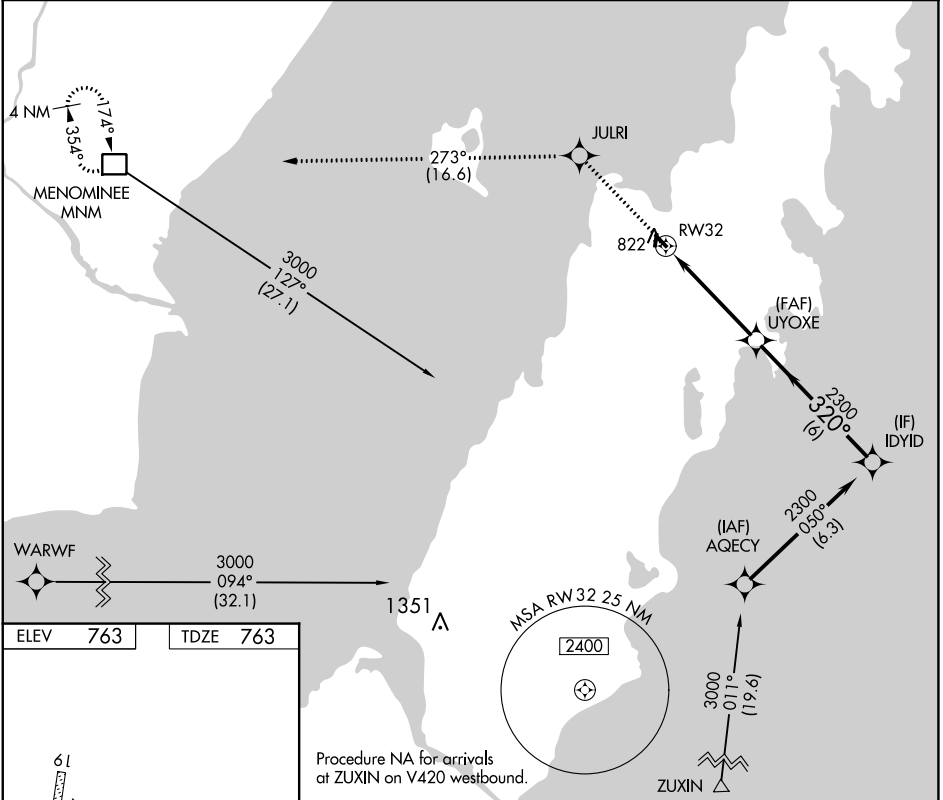 4 NM
174°
354°
MENOMINEE
MNM
273°
(16.6)
JULRI
822
RW32
3000
127°
(27.1)
(FAF)
UYOXE
2300
320°
(6)
(IF)
IDYID
2300
050°
(6.3)
(IAF)
AQECY
WARWF
3000
094°
(32.1)
1351
MSA RW32 25 NM
2400
3000
011°
(19.6)
ZUXIN
ELEV 763
TDZE 763
19
Procedure NA for arrivals
at ZUXIN on V420 westbound.